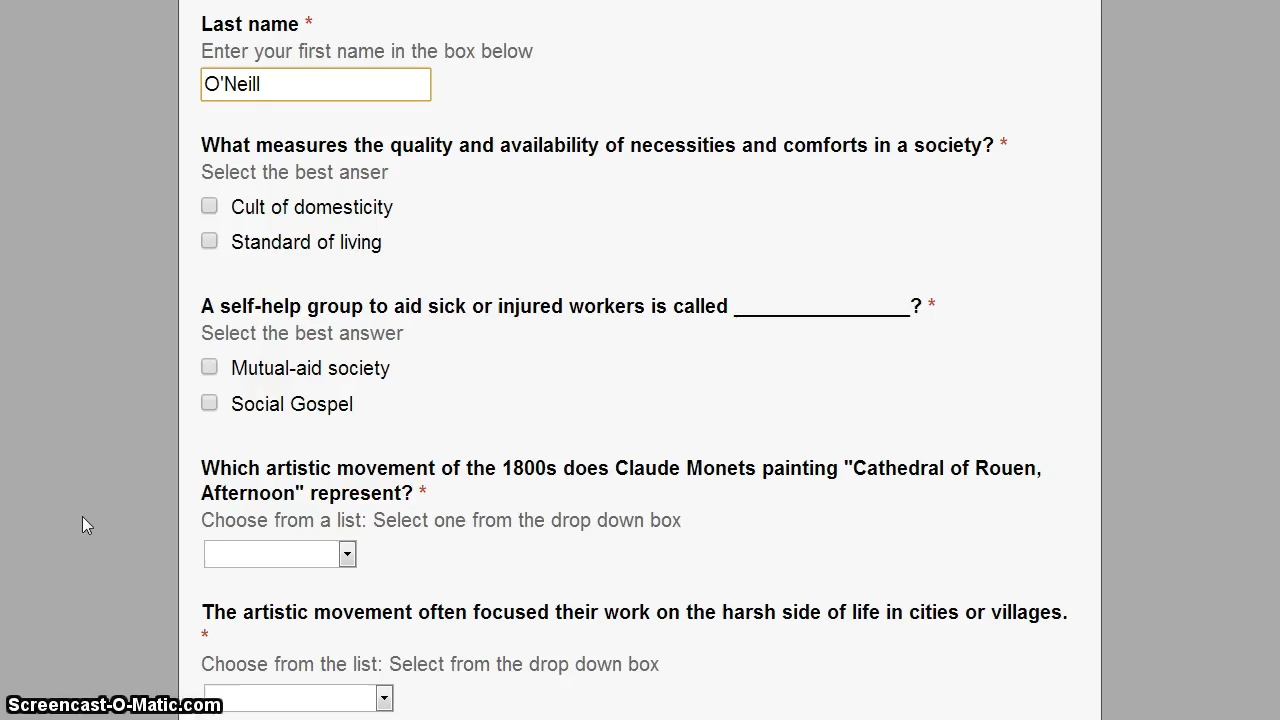 Last name *
Enter your first name in the box below
O'Neill
What measures the quality and availability of necessities and comforts in a society? *
Select the best anser
Cult of domesticity
Standard of living
A self-help group to aid sick or injured workers is called ________________? *
Select the best answer
Mutual-aid society
Social Gospel
Which artistic movement of the 1800s does Claude Monets painting "Cathedral of Rouen,
Afternoon" represent? *
Choose from a list: Select one from the drop down box
The artistic movement often focused their work on the harsh side of life in cities or villages.
*
Choose from the list: Select from the drop down box
Screencast-O-Matic.com